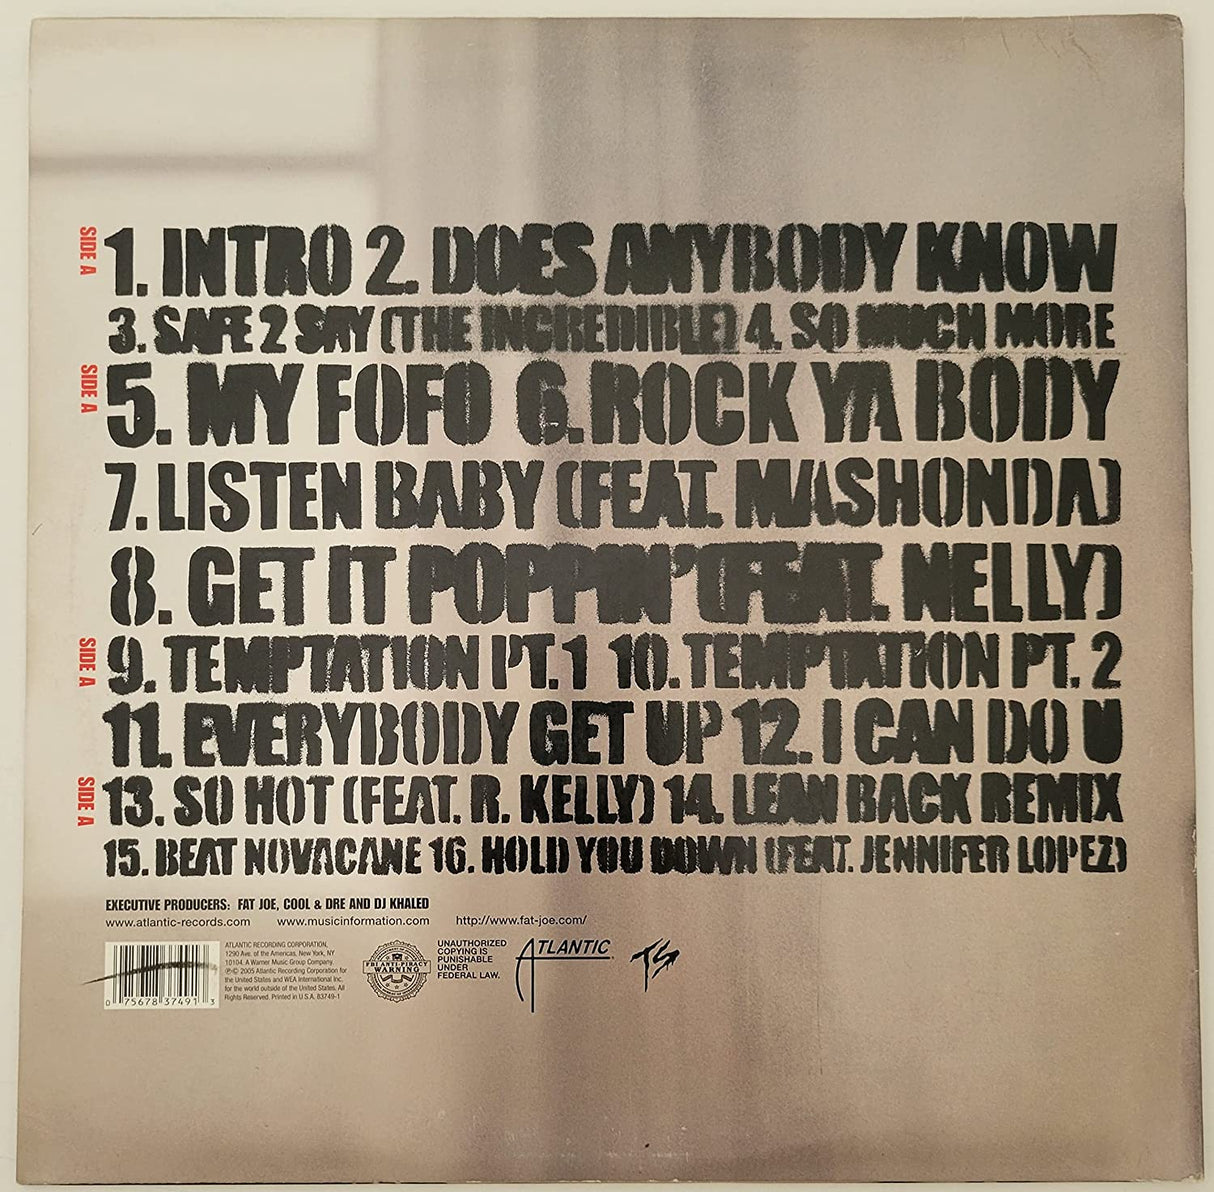 SIDE A
1. INTRO 2. DOES ANYBODY KNOW
3. SAFE 2 SAY (THE INCREDIBLE) 4. SO MUCH MORE
SIDE A
5. MY FOFO 6. ROCK YA BODY
7. LISTEN BABY (FEAT. MASHONDA)
8. GET IT POPPIN' (FEAT. NELLY)
SIDE A
9. TEMPTATION PT. 1 10. TEMPTATION PT. 2
11. EVERYBODY GET UP 12. I CAN DO U
SIDE A
13. SO HOT (FEAT. R. KELLY) 14. LEAN BACK REMIX
15. BEAT NOVACANE 16. HOLD YOU DOWN (FEAT. JENNIFER LOPEZ)
EXECUTIVE PRODUCERS: FAT JOE, COOL & DRE AND DJ KHALED
www.atlantic-records.com www.musicinformation.com http://www.fat-joe.com/
0 75678 37491 3
ATLANTIC RECORDING CORPORATION,
1290 Ave. of the Americas, New York, NY
10104. A Warner Music Group Company.
℗© 2005 Atlantic Recording Corporation for
the United States and WEA International Inc.
for the world outside of the United States. All
Rights Reserved. Printed in U.S.A. 83749-1
FBI ANTI-PIRACY
WARNING
UNAUTHORIZED
COPYING IS
PUNISHABLE
UNDER
FEDERAL LAW.
ATLANTIC
TS